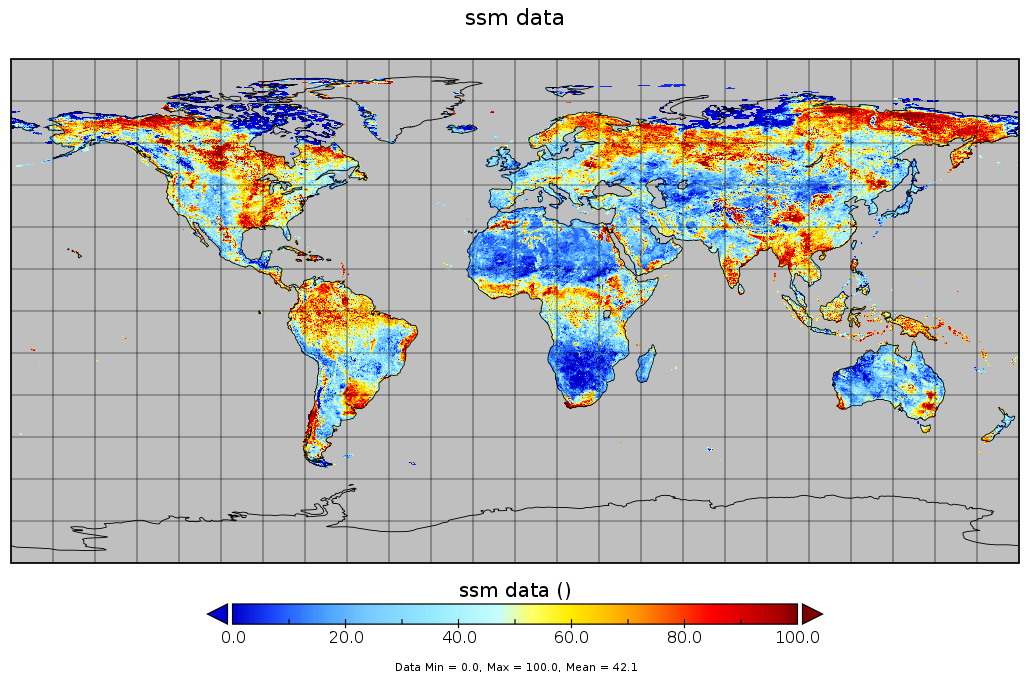 ssm data
ssm data ()
0.0 20.0 40.0 60.0 80.0 100.0
Data Min = 0.0, Max = 100.0, Mean = 42.1